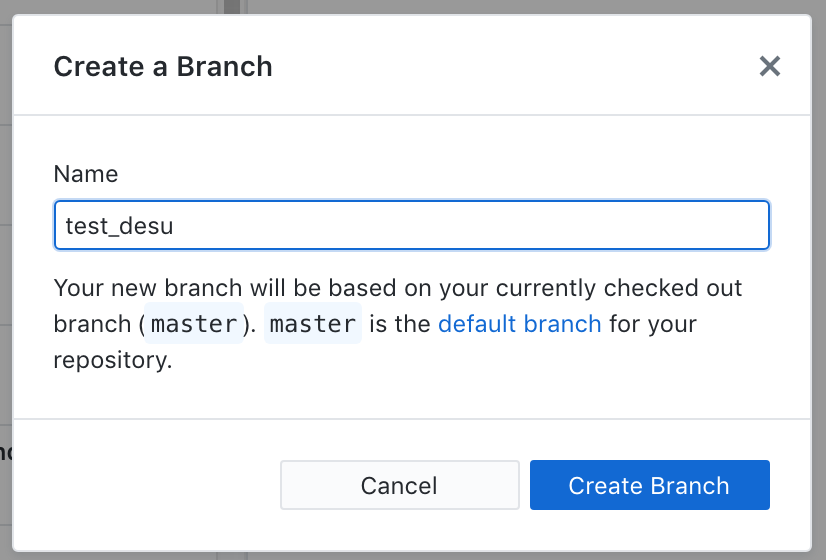 Create a Branch
Name
test_desu
Your new branch will be based on your currently checked out
branch (master). master is the default branch for your
repository.
Cancel
Create Branch